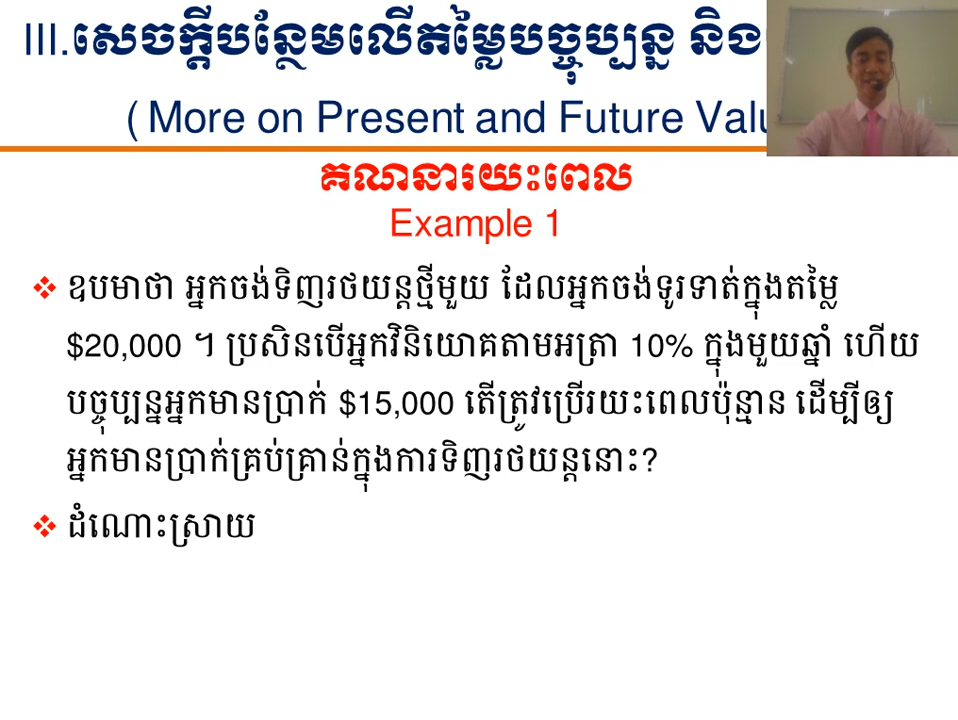 III.សេចក្ដីបន្ថែមលើតម្លៃបច្ចុប្បន្ន និង
( More on Present and Future Valu
គណនារយះពេល
Example 1
ឧបមាថា អ្នកចង់ទិញរថយន្តថ្មីមួយ ដែលអ្នកចង់ទូរទាត់ក្នុងតម្លៃ
$20,000 ។ ប្រសិនបើអ្នកវិនិយោគតាមអត្រា 10% ក្នុងមួយឆ្នាំ ហើយ
បច្ចុប្បន្នអ្នកមានប្រាក់ $15,000 តើត្រូវប្រើរយះពេលប៉ុន្មាន ដើម្បីឲ្យ
អ្នកមានប្រាក់គ្រប់គ្រាន់ក្នុងការទិញរថយន្តនោះ?
ដំណោះស្រាយ